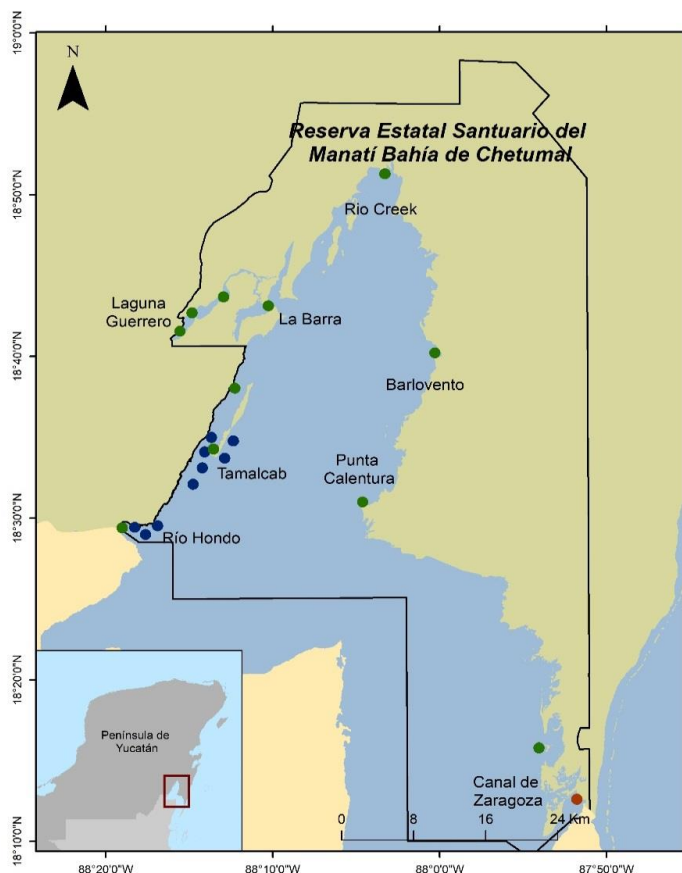 19°0'0"N
N
Reserva Estatal Santuario del
Manatí Bahía de Chetumal
18°50'0"N
Rio Creek
Laguna
Guerrero
La Barra
18°40'0"N
Barlovento
Punta
Calentura
Tamalcab
18°30'0"N
Río Hondo
18°20'0"N
Península de
Yucatán
Canal de
Zaragoza
0 8 16 24 Km
18°10'0"N
88°20'0"W 88°10'0"W 88°0'0"W 87°50'0"W